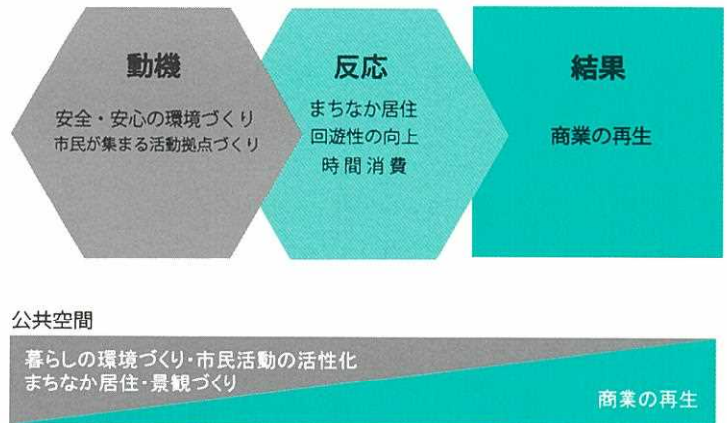 動機
安全・安心の環境づくり
市民が集まる活動拠点づくり
反応
まちなか居住
回遊性の向上
時間消費
結果
商業の再生
公共空間
暮らしの環境づくり・市民活動の活性化
まちなか居住・景観づくり
商業の再生